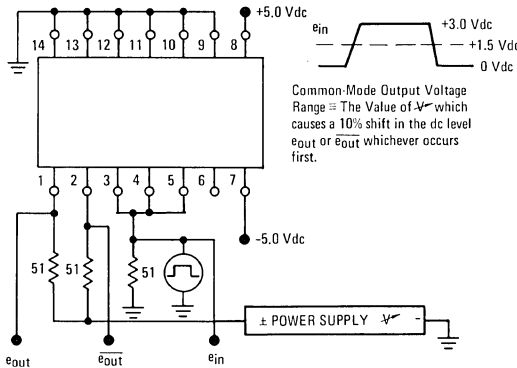 +5.0 Vdc
14 13 12 11 10 9 8
1 2 3 4 5 6 7
-5.0 Vdc
51 51 51
± POWER SUPPLY V -
eout
eout
ein
ein
+3.0 Vdc
+1.5 Vdc
0 Vdc
Common-Mode Output Voltage
Range ≡ The Value of V which
causes a 10% shift in the dc level
eout or eout whichever occurs
first.